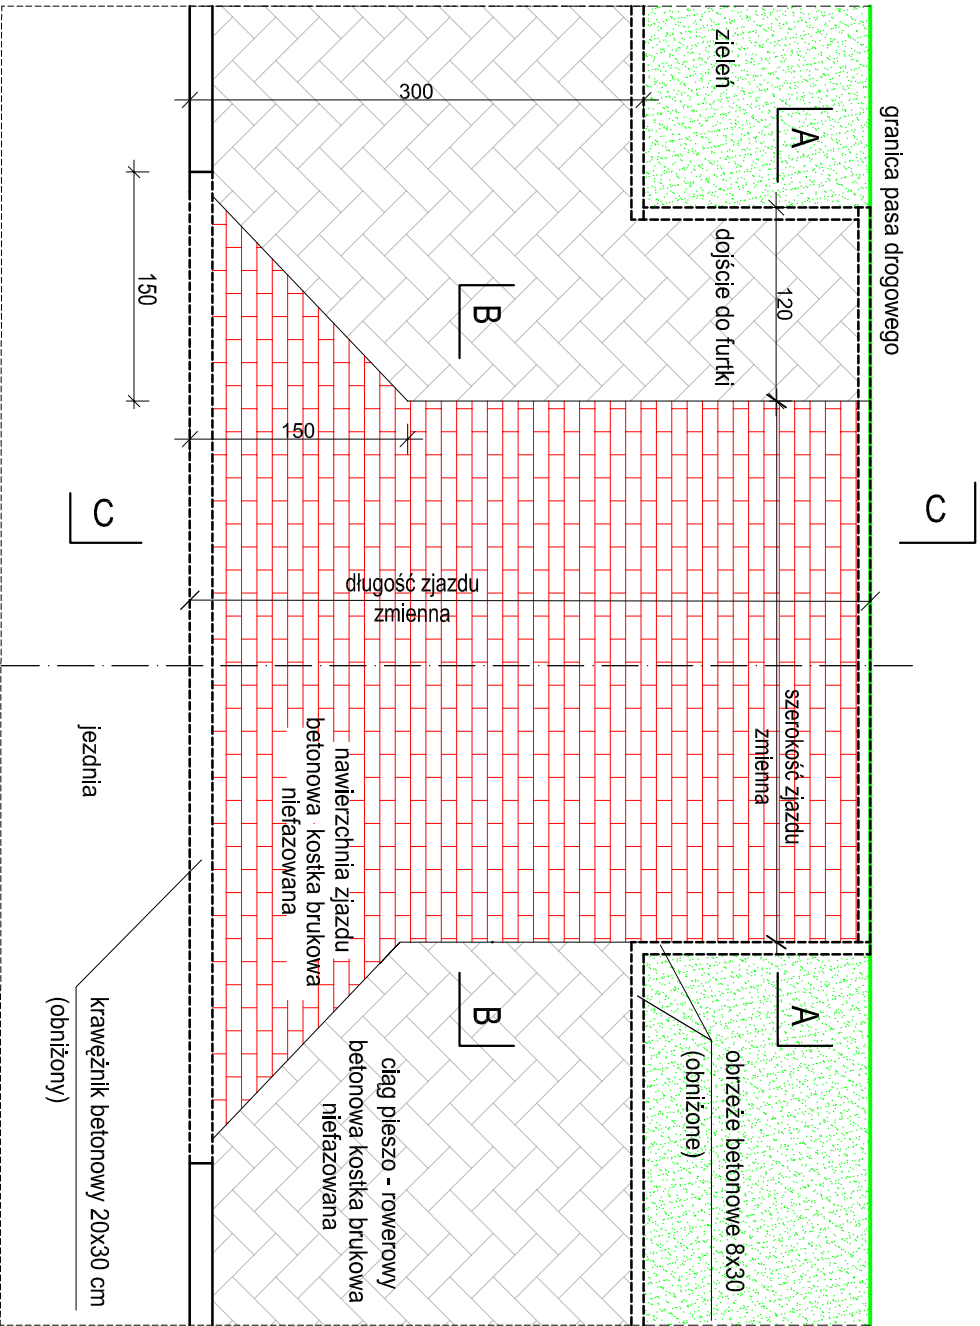 granica pasa drogowego
zieleń
A
300
120
dojście do furtki
B
150
150
C
C
długość zjazdu
zmienna
szerokość zjazdu
zmienna
jezdnia
nawierzchnia zjazdu
betonowa kostka brukowa
niefazowana
A
B
obrzeże betonowe 8x30
(obniżone)
ciąg pieszo - rowerowy
betonowa kostka brukowa
niefazowana
krawężnik betonowy 20x30 cm
(obniżony)